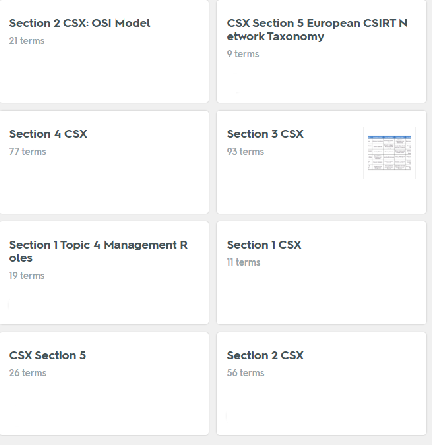 Section 2 CSX: OSI Model
21 terms
CSX Section 5 European CSIRT N
etwork Taxonomy
9 terms
Section 4 CSX
77 terms
Section 3 CSX
93 terms
Section 1 Topic 4 Management R
oles
19 terms
Section 1 CSX
11 terms
CSX Section 5
26 terms
Section 2 CSX
56 terms